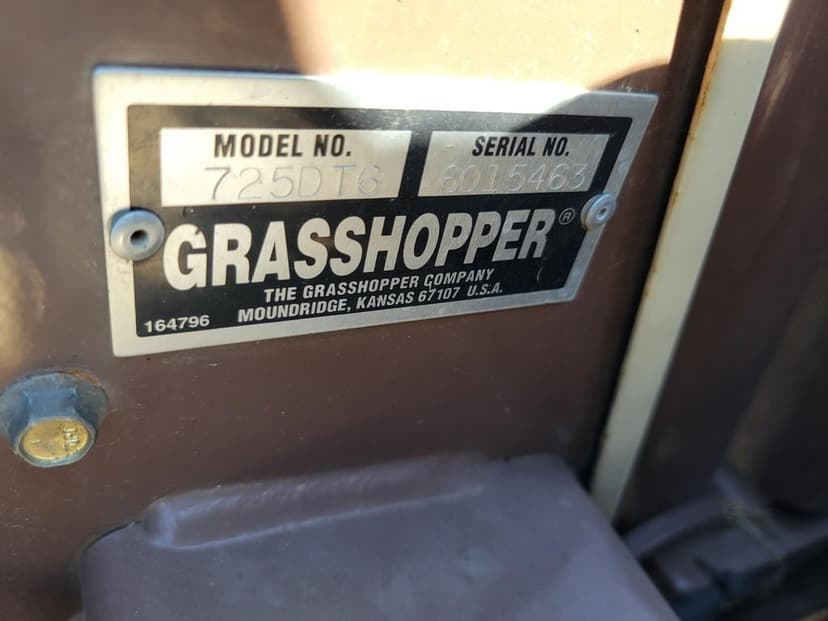 MODEL NO. SERIAL NO.
725DT6 6015463
GRASSHOPPER®
THE GRASSHOPPER COMPANY
MOUNDRIDGE, KANSAS 67107 U.S.A.
164796